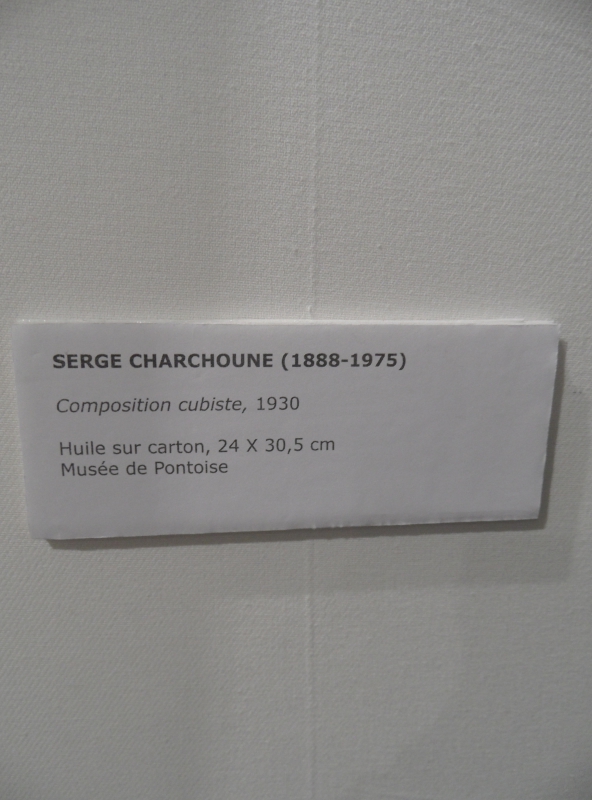 SERGE CHARCHOUNE (1888-1975)
Composition cubiste, 1930
Huile sur carton, 24 X 30,5 cm
Musée de Pontoise